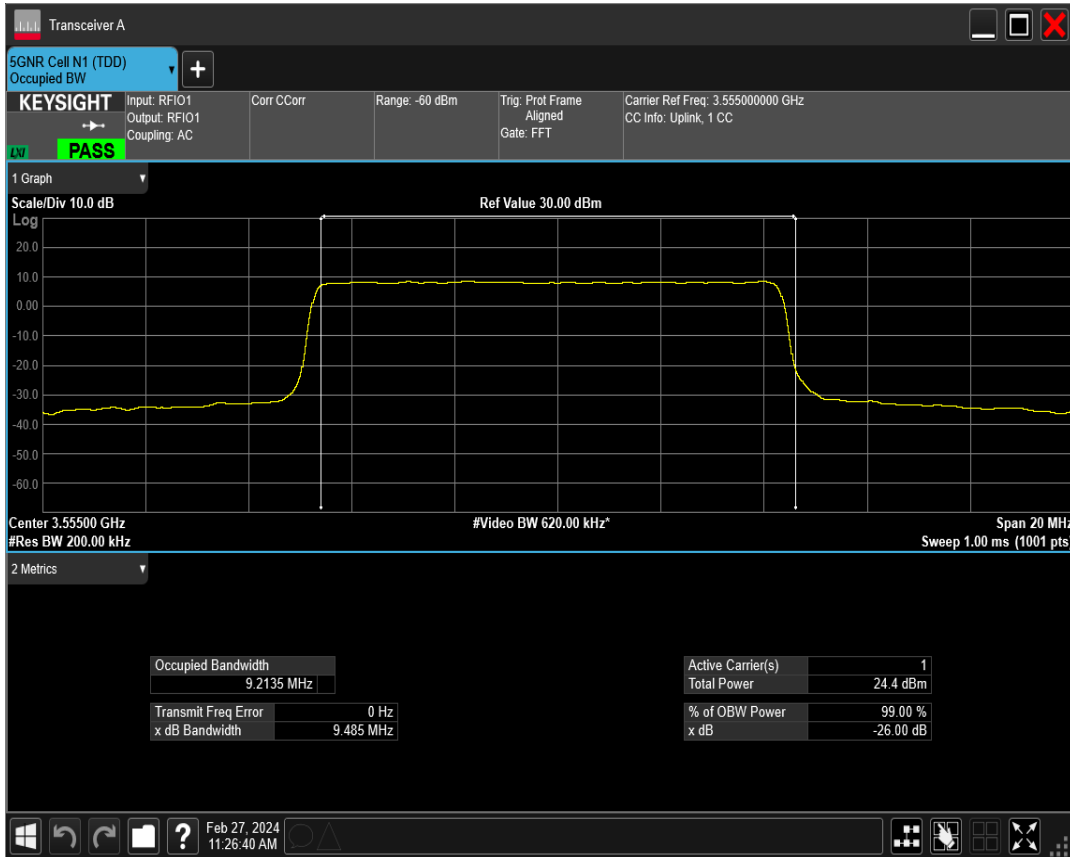 Transceiver A
5GNR Cell N1 (TDD)
Occupied BW
+
KEYSIGHT
LXI
PASS
Input: RFIO1
Output: RFIO1
Coupling: AC
Corr CCorr
Range: -60 dBm
Trig: Prot Frame
Aligned
Gate: FFT
Carrier Ref Freq: 3.555000000 GHz
CC Info: Uplink, 1 CC
1 Graph
Scale/Div 10.0 dB
Ref Value 30.00 dBm
Log
20.0
10.0
0.00
-10.0
-20.0
-30.0
-40.0
-50.0
-60.0
Center 3.55500 GHz
#Video BW 620.00 kHz*
Span 20 MHz
#Res BW 200.00 kHz
Sweep 1.00 ms (1001 pts)
2 Metrics
Occupied Bandwidth
9.2135 MHz
Transmit Freq Error 0 Hz
x dB Bandwidth 9.485 MHz
Active Carrier(s) 1
Total Power 24.4 dBm
% of OBW Power 99.00 %
x dB -26.00 dB
?
Feb 27, 2024
11:26:40 AM